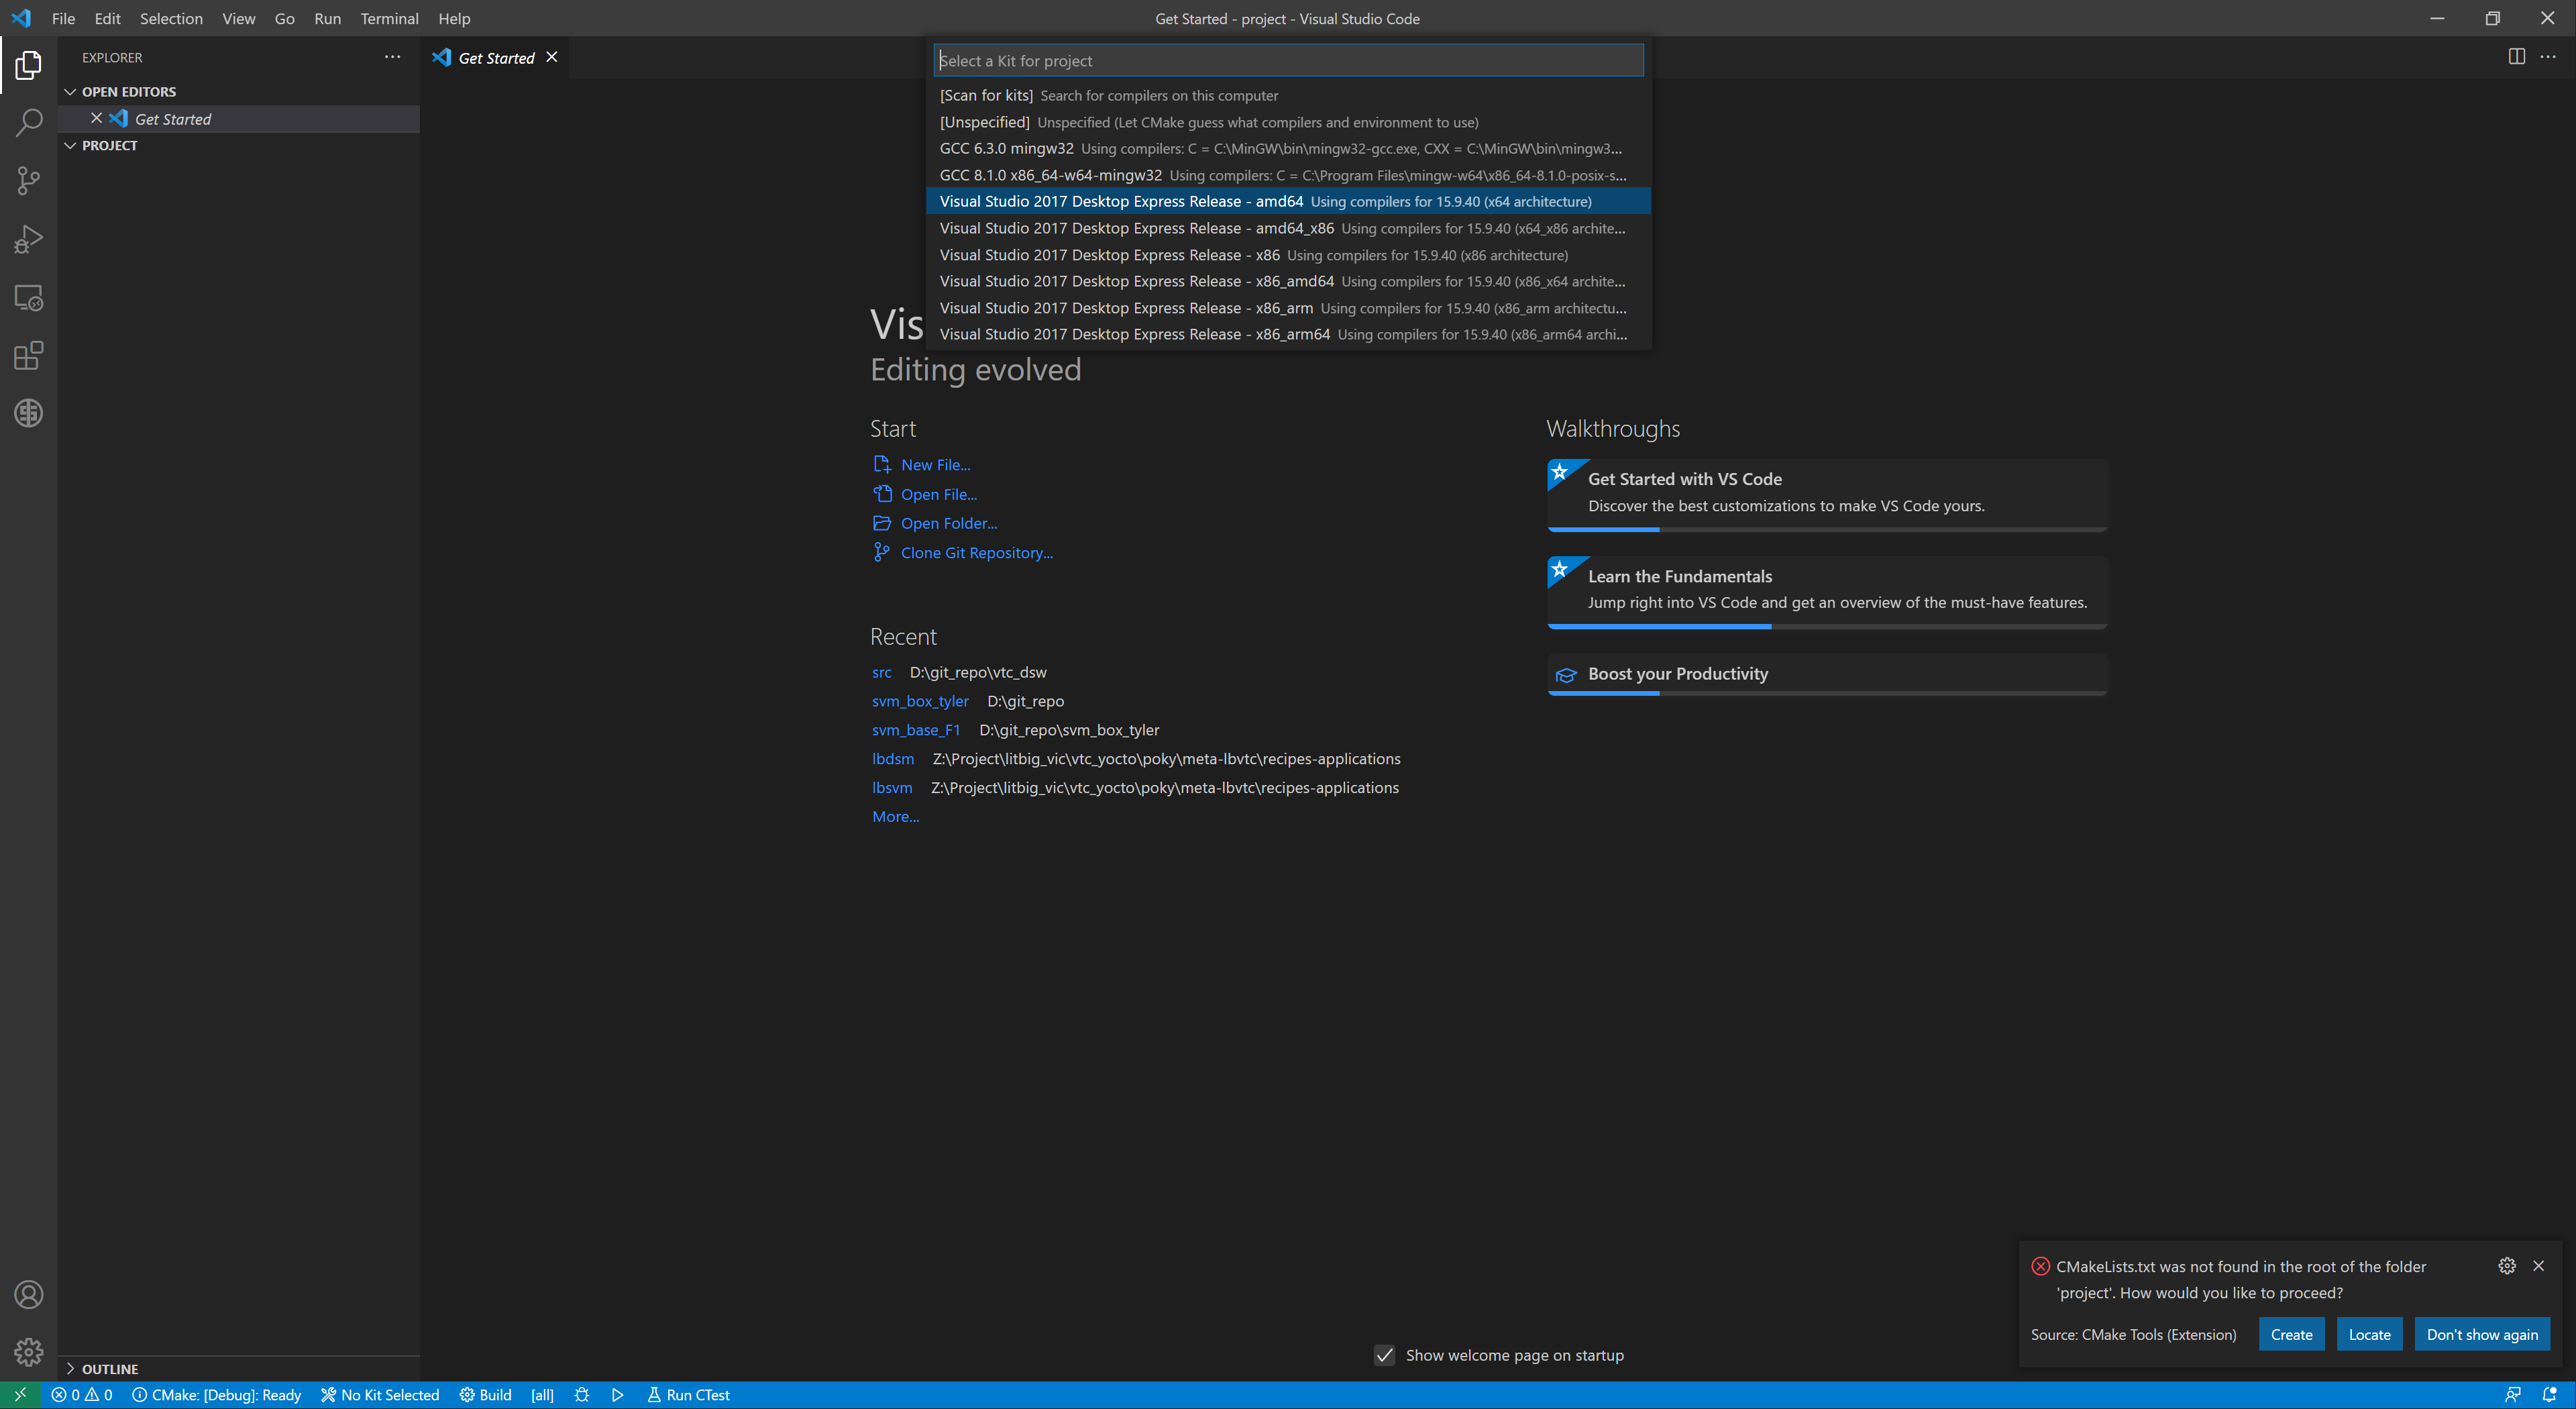 File Edit Selection View Go Run Terminal Help
Get Started - project - Visual Studio Code
EXPLORER
OPEN EDITORS
Get Started
PROJECT
OUTLINE
Get Started
Select a Kit for project
[Scan for kits] Search for compilers on this computer
[Unspecified] Unspecified (Let CMake guess what compilers and environment to use)
GCC 6.3.0 mingw32 Using compilers: C = C:\MinGW\bin\mingw32-gcc.exe, CXX = C:\MinGW\bin\mingw3...
GCC 8.1.0 x86_64-w64-mingw32 Using compilers: C = C:\Program Files\mingw-w64\x86_64-8.1.0-posix-s...
Visual Studio 2017 Desktop Express Release - amd64 Using compilers for 15.9.40 (x64 architecture)
Visual Studio 2017 Desktop Express Release - amd64_x86 Using compilers for 15.9.40 (x64_x86 archite...
Visual Studio 2017 Desktop Express Release - x86 Using compilers for 15.9.40 (x86 architecture)
Visual Studio 2017 Desktop Express Release - x86_amd64 Using compilers for 15.9.40 (x86_x64 archite...
Visual Studio 2017 Desktop Express Release - x86_arm Using compilers for 15.9.40 (x86_arm architectu...
Visual Studio 2017 Desktop Express Release - x86_arm64 Using compilers for 15.9.40 (x86_arm64 archi...
Vis
Editing evolved
Start
New File...
Open File...
Open Folder...
Clone Git Repository...
Recent
src D:\git_repo\vtc_dsw
svm_box_tyler D:\git_repo
svm_base_F1 D:\git_repo\svm_box_tyler
lbdsm Z:\Project\litbig_vic\vtc_yocto\poky\meta-lbvtc\recipes-applications
lbsvm Z:\Project\litbig_vic\vtc_yocto\poky\meta-lbvtc\recipes-applications
More...
Walkthroughs
Get Started with VS Code
Discover the best customizations to make VS Code yours.
Learn the Fundamentals
Jump right into VS Code and get an overview of the must-have features.
Boost your Productivity
Show welcome page on startup
CMakeLists.txt was not found in the root of the folder
'project'. How would you like to proceed?
Source: CMake Tools (Extension) Create Locate Don't show again
0 0 CMake: [Debug]: Ready No Kit Selected Build [all] Run CTest